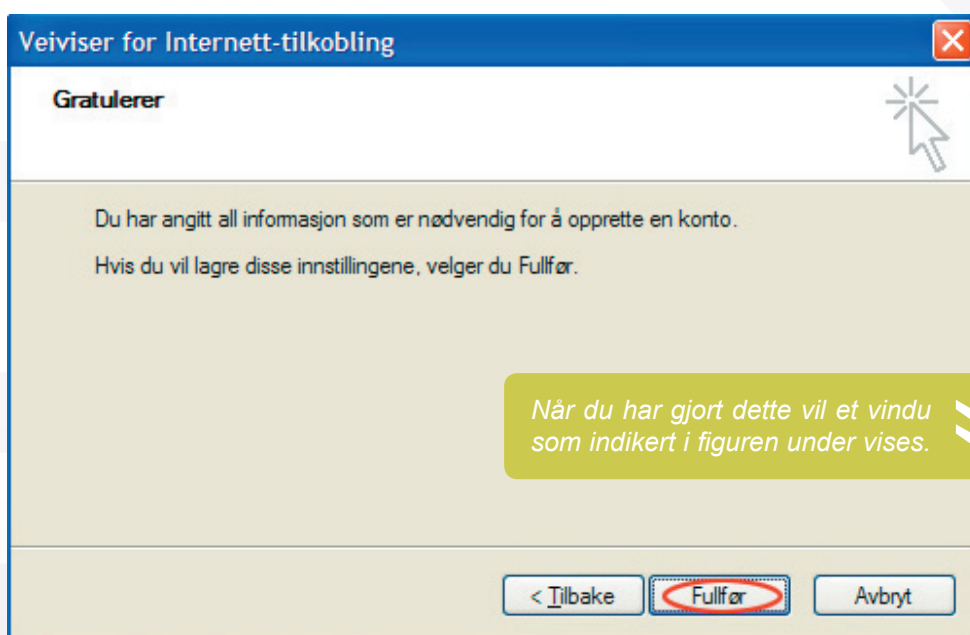 Veiviser for Internett-tilkobling
Gratulerer
Du har angitt all informasjon som er nødvendig for å opprette en konto.
Hvis du vil lagre disse innstillingene, velger du Fullfør.
Når du har gjort dette vil et vindu
som indikert i figuren under vises.
< Tilbake
Fullfør
Avbryt